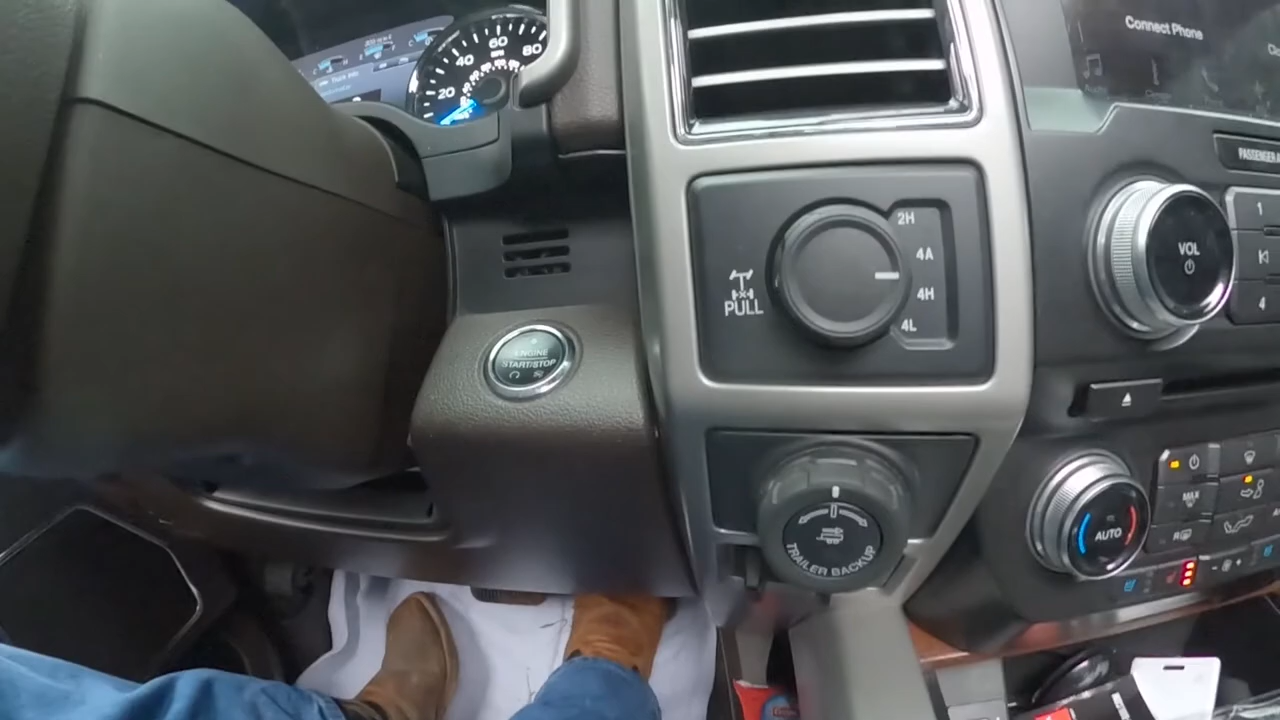 20
40
60
80
Connect Phone
PASSENGER
2H
4A
4H
4L
PULL
VOL
1
4
ENGINE
START/STOP
MAX
R
AUTO
TRAILER BACKUP